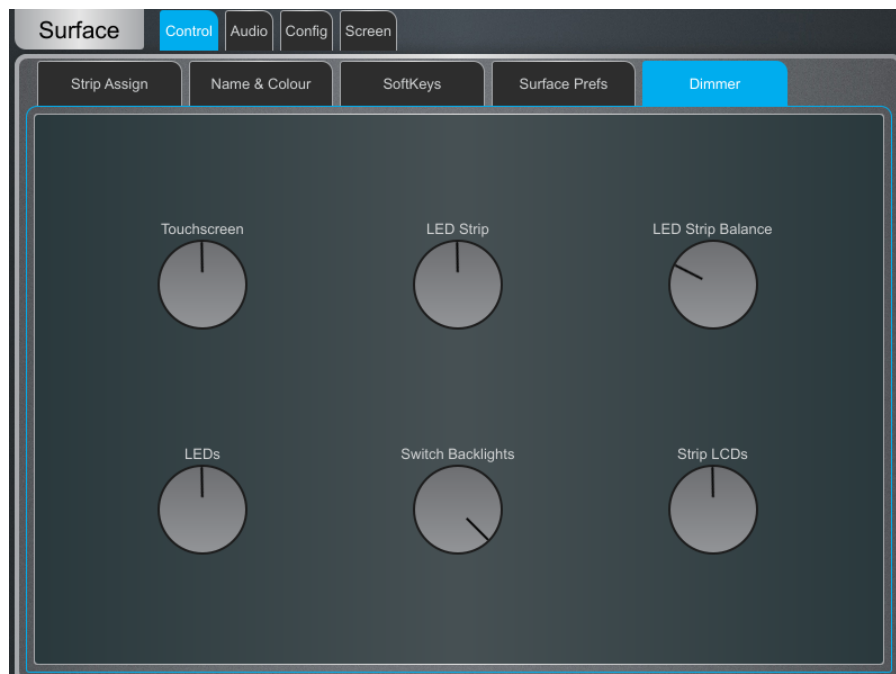 Surface Control Audio Config Screen
Strip Assign Name & Colour SoftKeys Surface Prefs Dimmer
Touchscreen LED Strip LED Strip Balance
LEDs Switch Backlights Strip LCDs